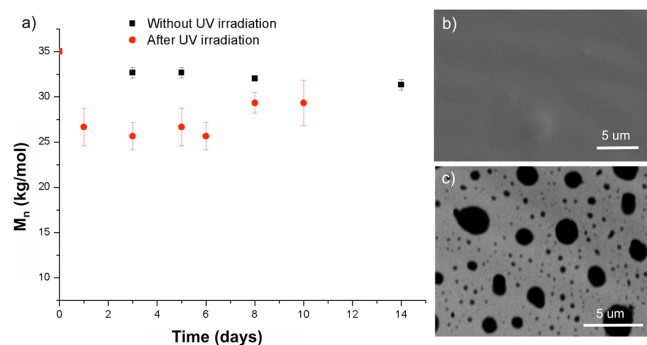 a)
Without UV irradiation
After UV irradiation
35
30
25
20
15
10
Mn (kg/mol)
0
2
4
6
8
10
12
14
Time (days)
b)
5 um
c)
5 um